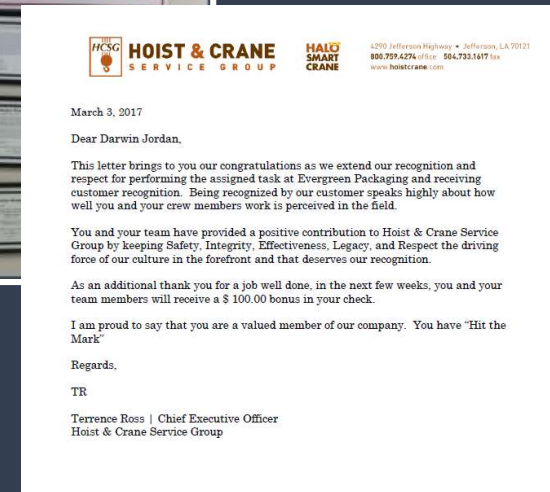 HCSG
HOIST & CRANE
SERVICE GROUP
HALO
SMART
CRANE
4290 Jefferson Highway • Jefferson, LA 70121
800.759.4274 office 504.733.1617 fax
www.hoistcrane.com
March 3, 2017
Dear Darwin Jordan,
This letter brings to you our congratulations as we extend our recognition and
respect for performing the assigned task at Evergreen Packaging and receiving
customer recognition. Being recognized by our customer speaks highly about how
well you and your crew members work is perceived in the field.
You and your team have provided a positive contribution to Hoist & Crane Service
Group by keeping Safety, Integrity, Effectiveness, Legacy, and Respect the driving
force of our culture in the forefront and that deserves our recognition.
As an additional thank you for a job well done, in the next few weeks, you and your
team members will receive a $ 100.00 bonus in your check.
I am proud to say that you are a valued member of our company. You have "Hit the
Mark"
Regards,
TR
Terrence Ross | Chief Executive Officer
Hoist & Crane Service Group